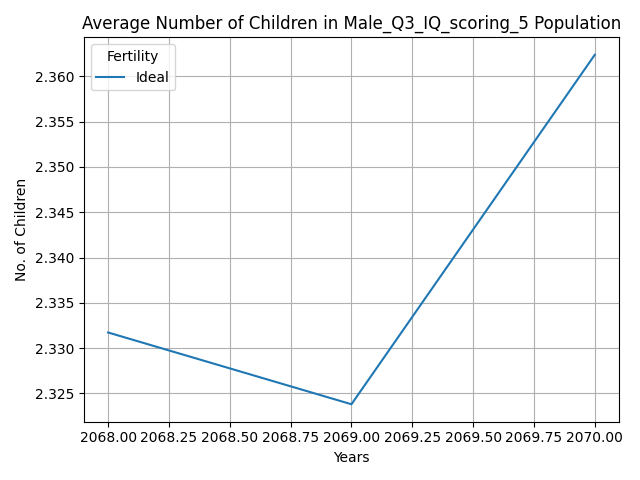 Average Number of Children in Male_Q3_IQ_scoring_5 Population
Fertility
Ideal
No. of Children
2.360
2.355
2.350
2.345
2.340
2.335
2.330
2.325
2068.00 2068.25 2068.50 2068.75 2069.00 2069.25 2069.50 2069.75 2070.00
Years